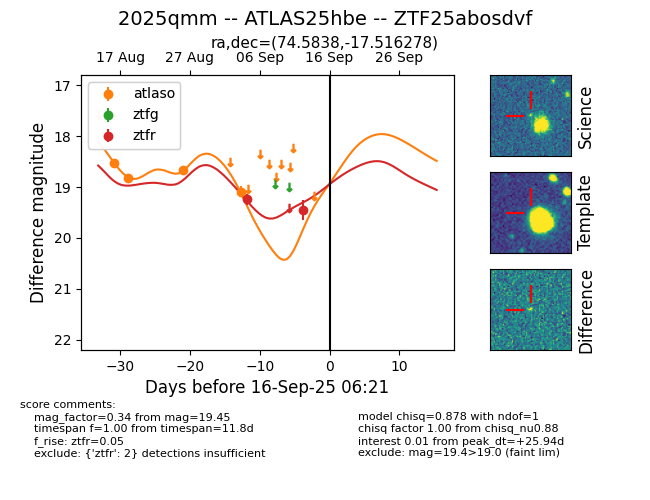 2025qmm -- ATLAS25hbe -- ZTF25abosdvf
ra,dec=(74.5838,-17.516278)
17 Aug 27 Aug 06 Sep 16 Sep 26 Sep
atlaso
ztfg
ztfr
17
18
19
20
21
22
Difference magnitude
−30 −20 −10 0 10
Days before 16-Sep-25 06:21
Science
Template
Difference
score comments:
mag_factor=0.34 from mag=19.45
timespan f=1.00 from timespan=11.8d
f_rise: ztfr=0.05
exclude: {'ztfr': 2} detections insufficient
model chisq=0.878 with ndof=1
chisq factor 1.00 from chisq_nu0.88
interest 0.01 from peak_dt=+25.94d
exclude: mag=19.4>19.0 (faint lim)